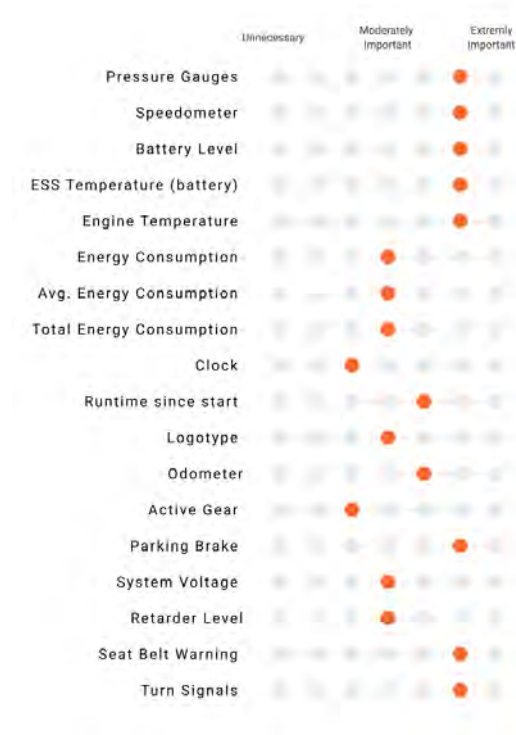 Unnecessary
Moderately
Important
Extremly
Important
Pressure Gauges
Speedometer
Battery Level
ESS Temperature (battery)
Engine Temperature
Energy Consumption
Avg. Energy Consumption
Total Energy Consumption
Clock
Runtime since start
Logotype
Odometer
Active Gear
Parking Brake
System Voltage
Retarder Level
Seat Belt Warning
Turn Signals